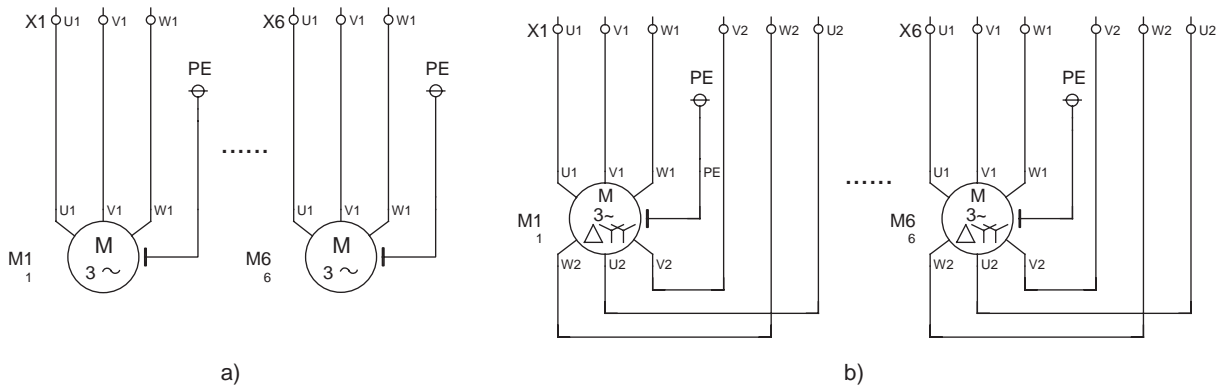 X1 U1 V1 W1
PE
U1 V1 W1
M
3 ~
M1
1
......
X6 U1 V1 W1
PE
U1 V1 W1
M
3 ~
M6
6
a)
X1 U1 V1 W1 V2 W2 U2
PE
U1 V1 W1 PE
M
3~
M1
1
W2 U2 V2
......
X6 U1 V1 W1 V2 W2 U2
PE
U1 V1 W1
M
3~
M6
6
W2 U2 V2
b)